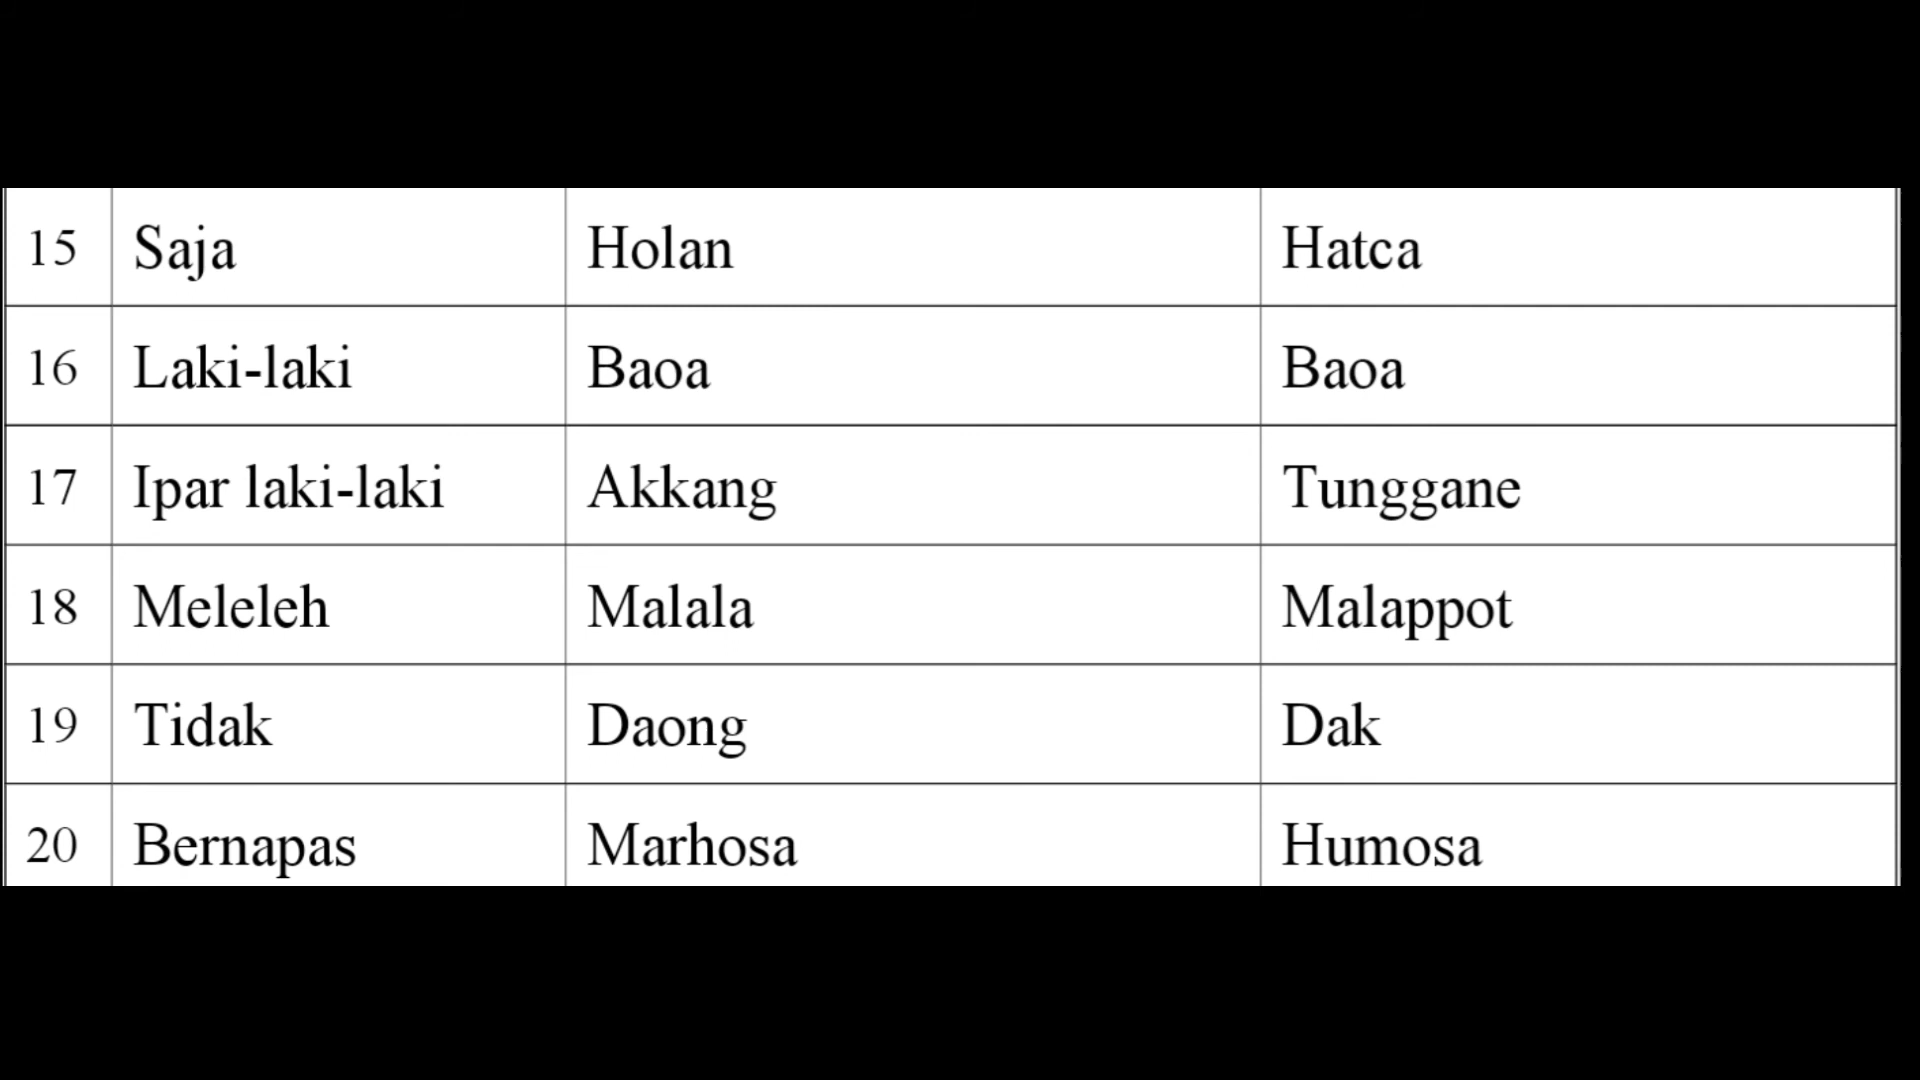 15 Saja Holan Hatca
16 Laki-laki Baoa Baoa
17 Ipar laki-laki Akkang Tunggane
18 Meleleh Malala Malappot
19 Tidak Daong Dak
20 Bernapas Marhosa Humosa